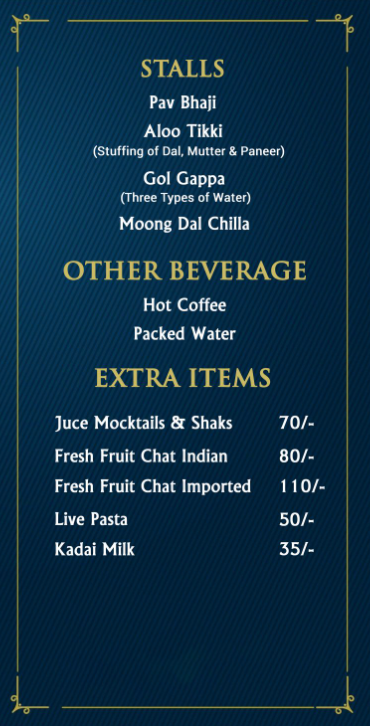 STALLS
Pav Bhaji
Aloo Tikki
(Stuffing of Dal, Mutter & Paneer)
Gol Gappa
(Three Types of Water)
Moong Dal Chilla
OTHER BEVERAGE
Hot Coffee
Packed Water
EXTRA ITEMS
Juce Mocktails & Shaks 70/-
Fresh Fruit Chat Indian 80/-
Fresh Fruit Chat Imported 110/-
Live Pasta 50/-
Kadai Milk 35/-